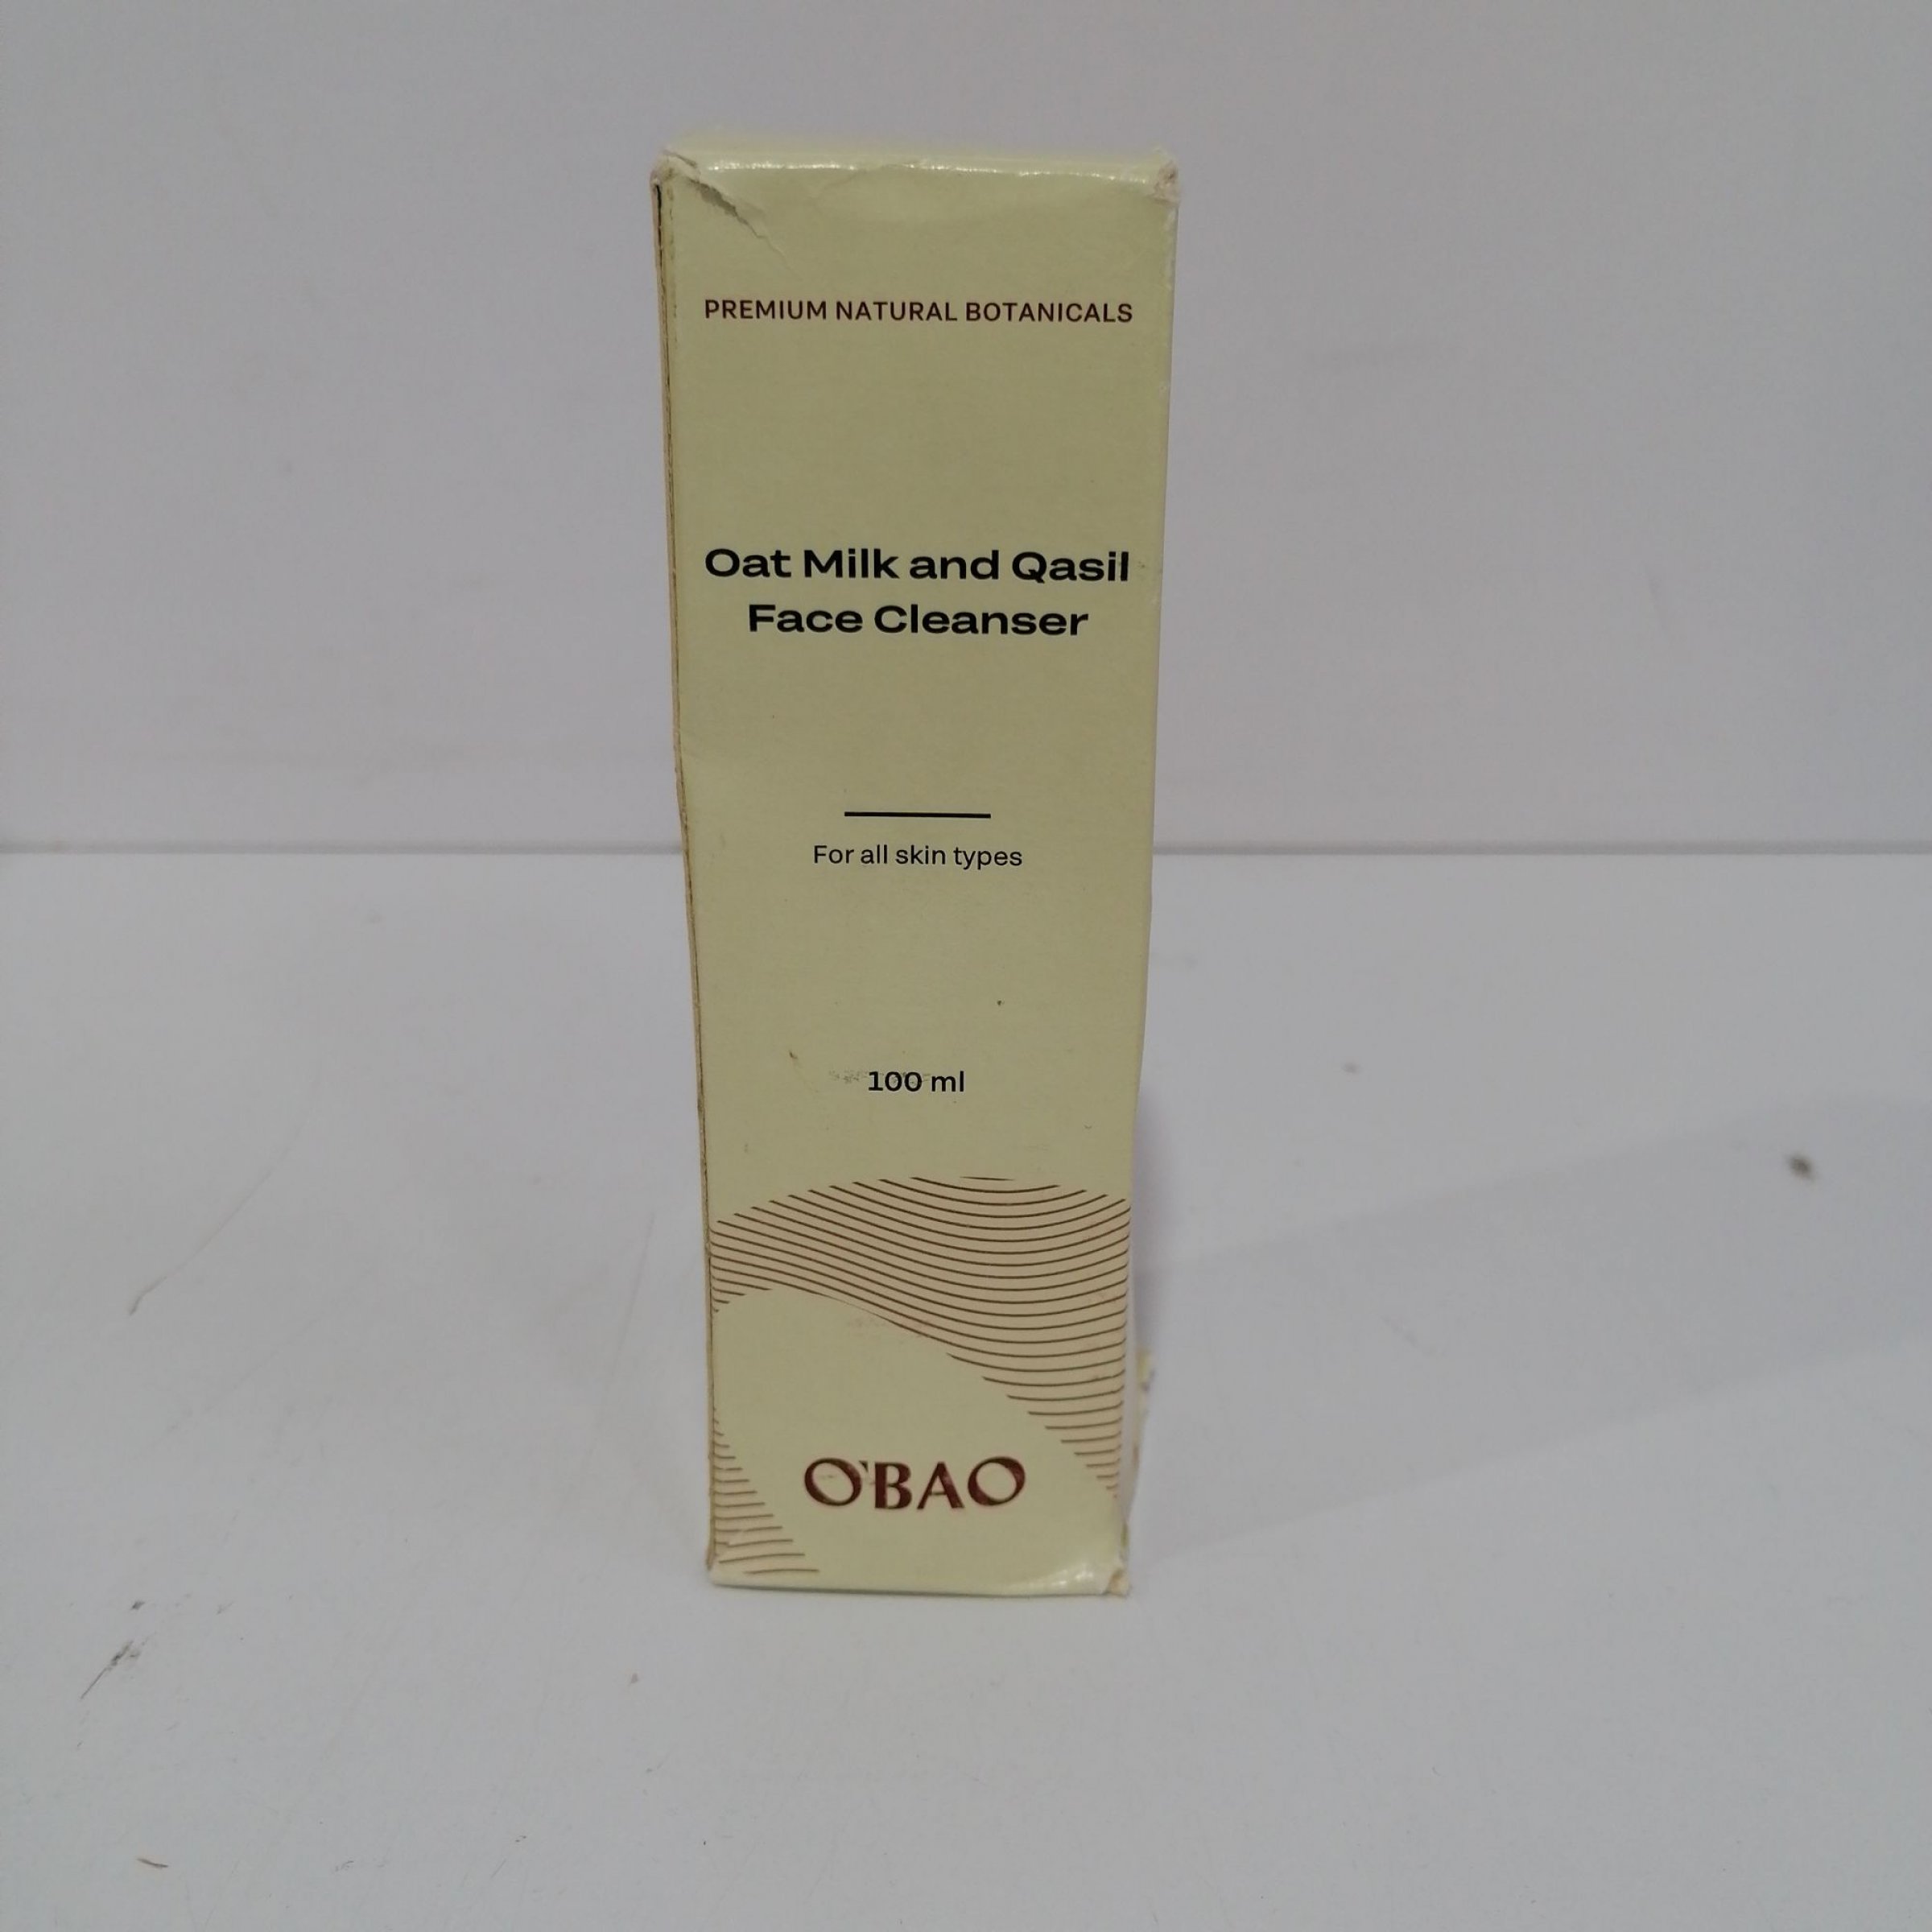 PREMIUM NATURAL BOTANICALS
Oat Milk and Qasil
Face Cleanser
For all skin types
100 ml
O'BAO